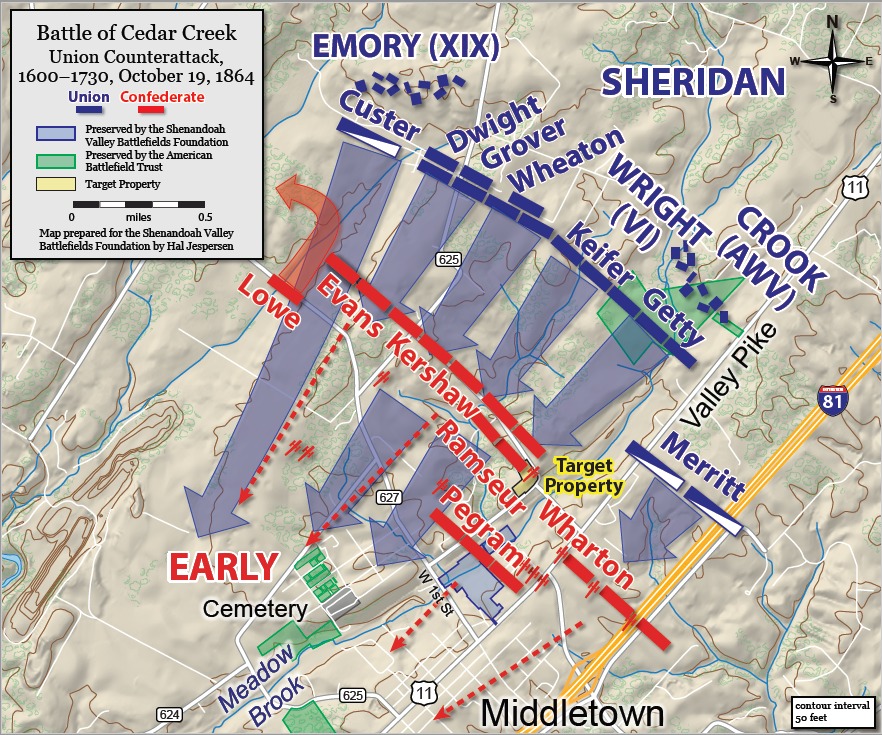 Battle of Cedar Creek
Union Counterattack,
1600–1730, October 19, 1864
Union Confederate
Preserved by the Shenandoah
Valley Battlefields Foundation
Preserved by the American
Battlefield Trust
Target Property
0 miles 0.5
Map prepared for the Shenandoah Valley
Battlefields Foundation by Hal Jespersen
EMORY (XIX)
SHERIDAN
N
W E
S
Custer
Dwight
Grover
Wheaton
WRIGHT
(VI)
CROOK
(AWV)
11
625
Keifer
Getty
Lowe
Evans
Kershaw
Valley Pike
81
Ramseur
Target
Property
Merritt
627
Pegram
Wharton
EARLY
Cemetery
W 1st St
Meadow
Brook
625
11
624
Middletown
contour interval
50 feet